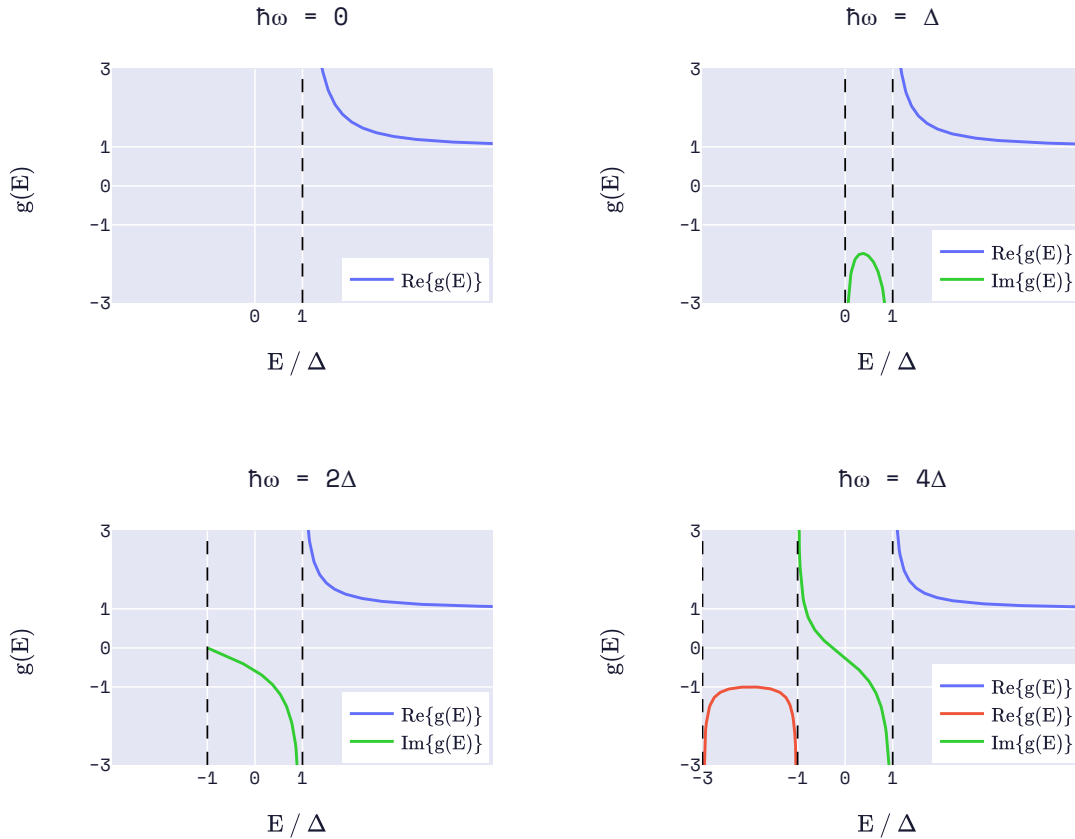 ħω = 0
3
1
0
−1
−3
g(E)
0 1
E / Δ
Re{g(E)}
ħω = Δ
3
1
0
−1
−3
g(E)
0 1
E / Δ
Re{g(E)}
Im{g(E)}
ħω = 2Δ
3
1
0
−1
−3
g(E)
−1 0 1
E / Δ
Re{g(E)}
Im{g(E)}
ħω = 4Δ
3
1
0
−1
−3
g(E)
−3 −1 0 1
E / Δ
Re{g(E)}
Re{g(E)}
Im{g(E)}